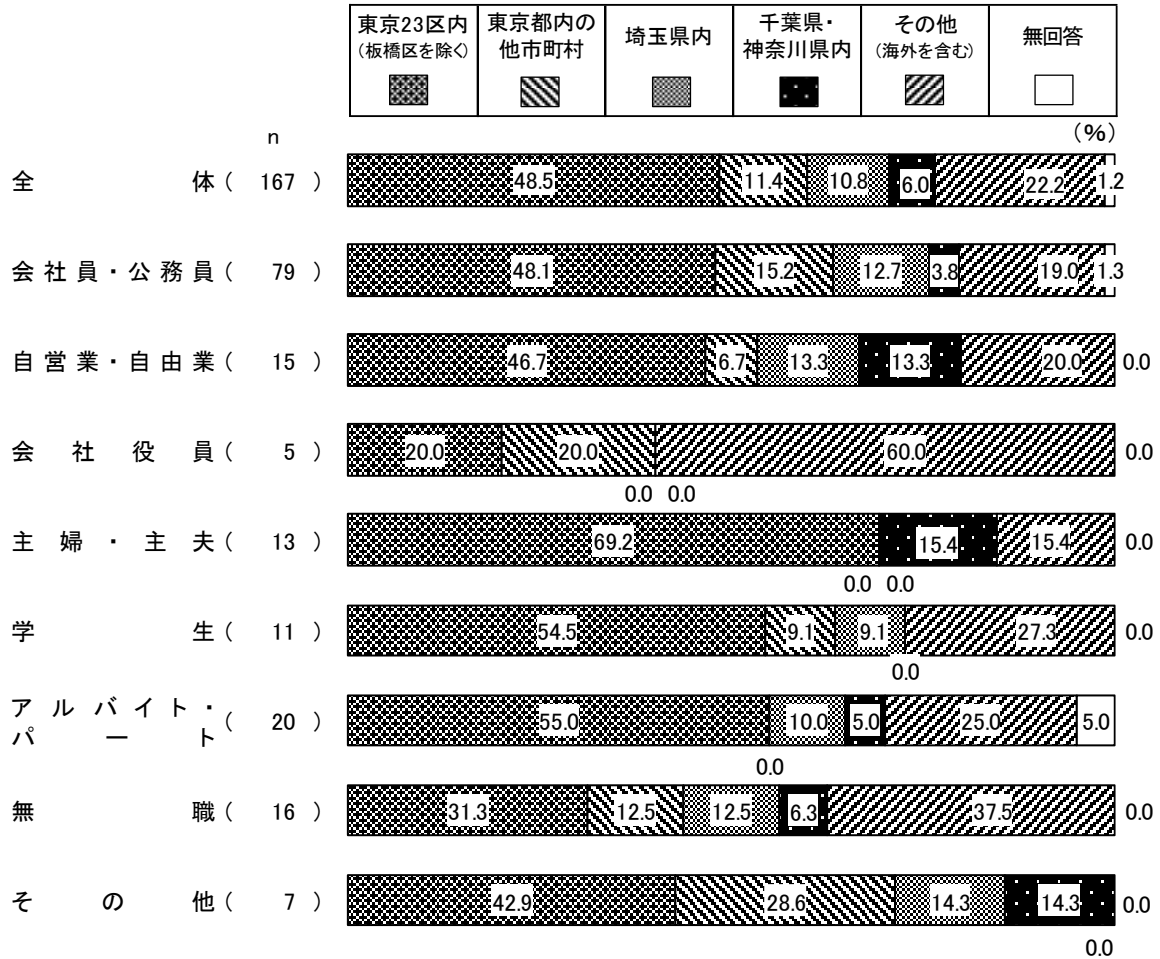 東京23区内
(板橋区を除く)
東京都内の
他市町村
埼玉県内
千葉県・
神奈川県内
その他
(海外を含む)
無回答
n
(%)
全体( 167 ) 48.5 11.4 10.8 6.0 22.2 1.2
会社員・公務員( 79 ) 48.1 15.2 12.7 3.8 19.0 1.3
自営業・自由業( 15 ) 46.7 6.7 13.3 13.3 20.0 0.0
会社役員( 5 ) 20.0 20.0 60.0 0.0
0.0 0.0
主婦・主夫( 13 ) 69.2 15.4 15.4 0.0
0.0 0.0
学生( 11 ) 54.5 9.1 9.1 27.3 0.0
0.0
アルバイト・
パート( 20 ) 55.0 10.0 5.0 25.0 5.0
0.0
無職( 16 ) 31.3 12.5 12.5 6.3 37.5 0.0
その他( 7 ) 42.9 28.6 14.3 14.3 0.0
0.0